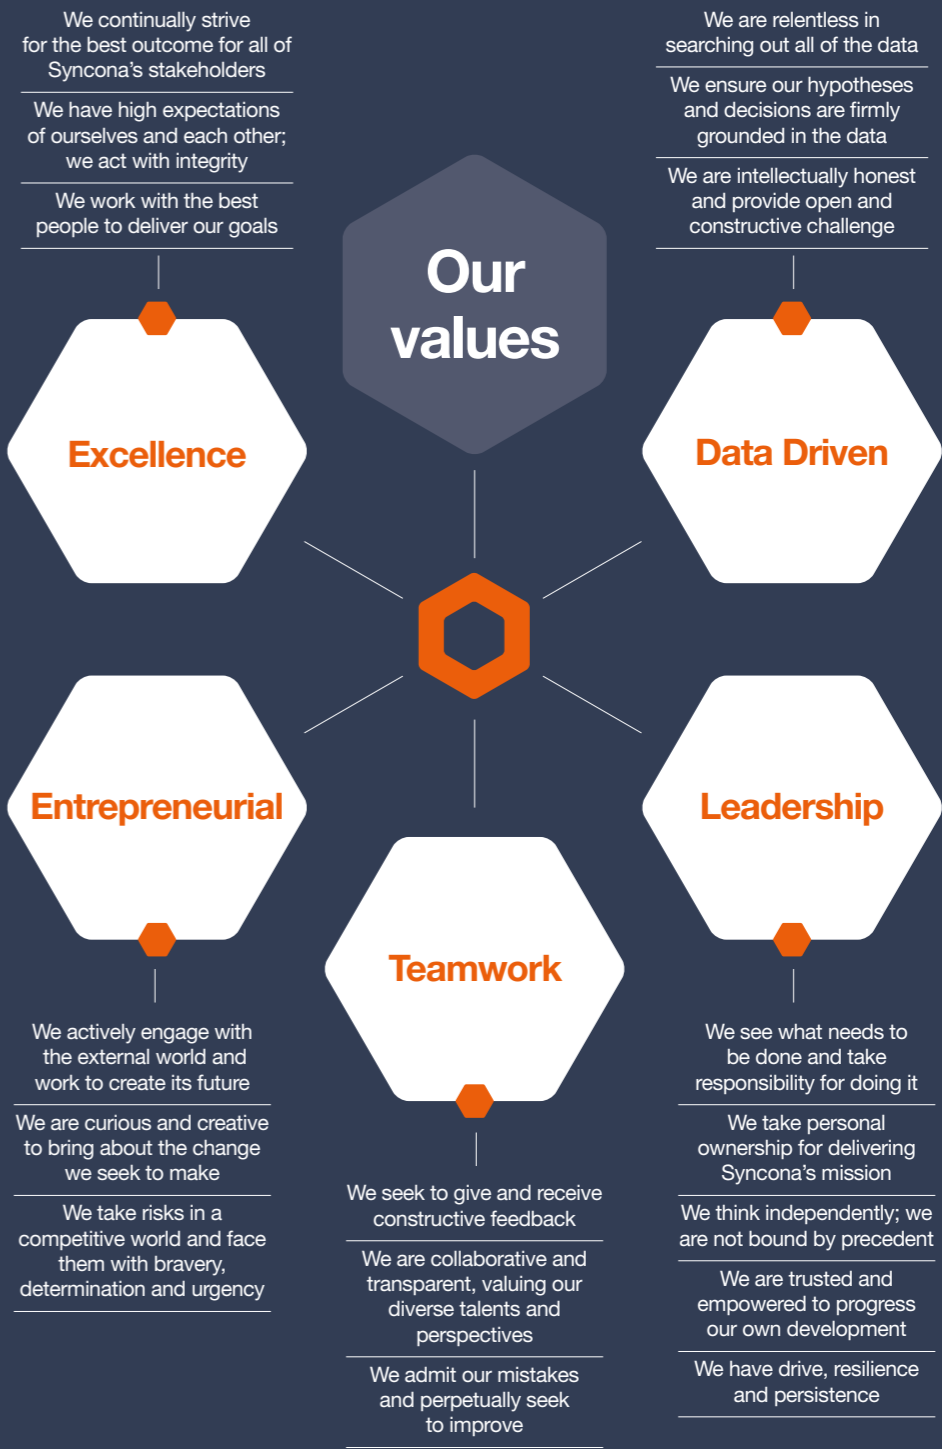 We continually strive
for the best outcome for all of
Syncona’s stakeholders
We have high expectations
of ourselves and each other;
we act with integrity
We work with the best
people to deliver our goals
Excellence
Our
values
We are relentless in
searching out all of the data
We ensure our hypotheses
and decisions are firmly
grounded in the data
We are intellectually honest
and provide open and
constructive challenge
Data Driven
Entrepreneurial
We actively engage with
the external world and
work to create its future
We are curious and creative
to bring about the change
we seek to make
We take risks in a
competitive world and face
them with bravery,
determination and urgency
Teamwork
We seek to give and receive
constructive feedback
We are collaborative and
transparent, valuing our
diverse talents and
perspectives
We admit our mistakes
and perpetually seek
to improve
Leadership
We see what needs to
be done and take
responsibility for doing it
We take personal
ownership for delivering
Syncona’s mission
We think independently; we
are not bound by precedent
We are trusted and
empowered to progress
our own development
We have drive, resilience
and persistence